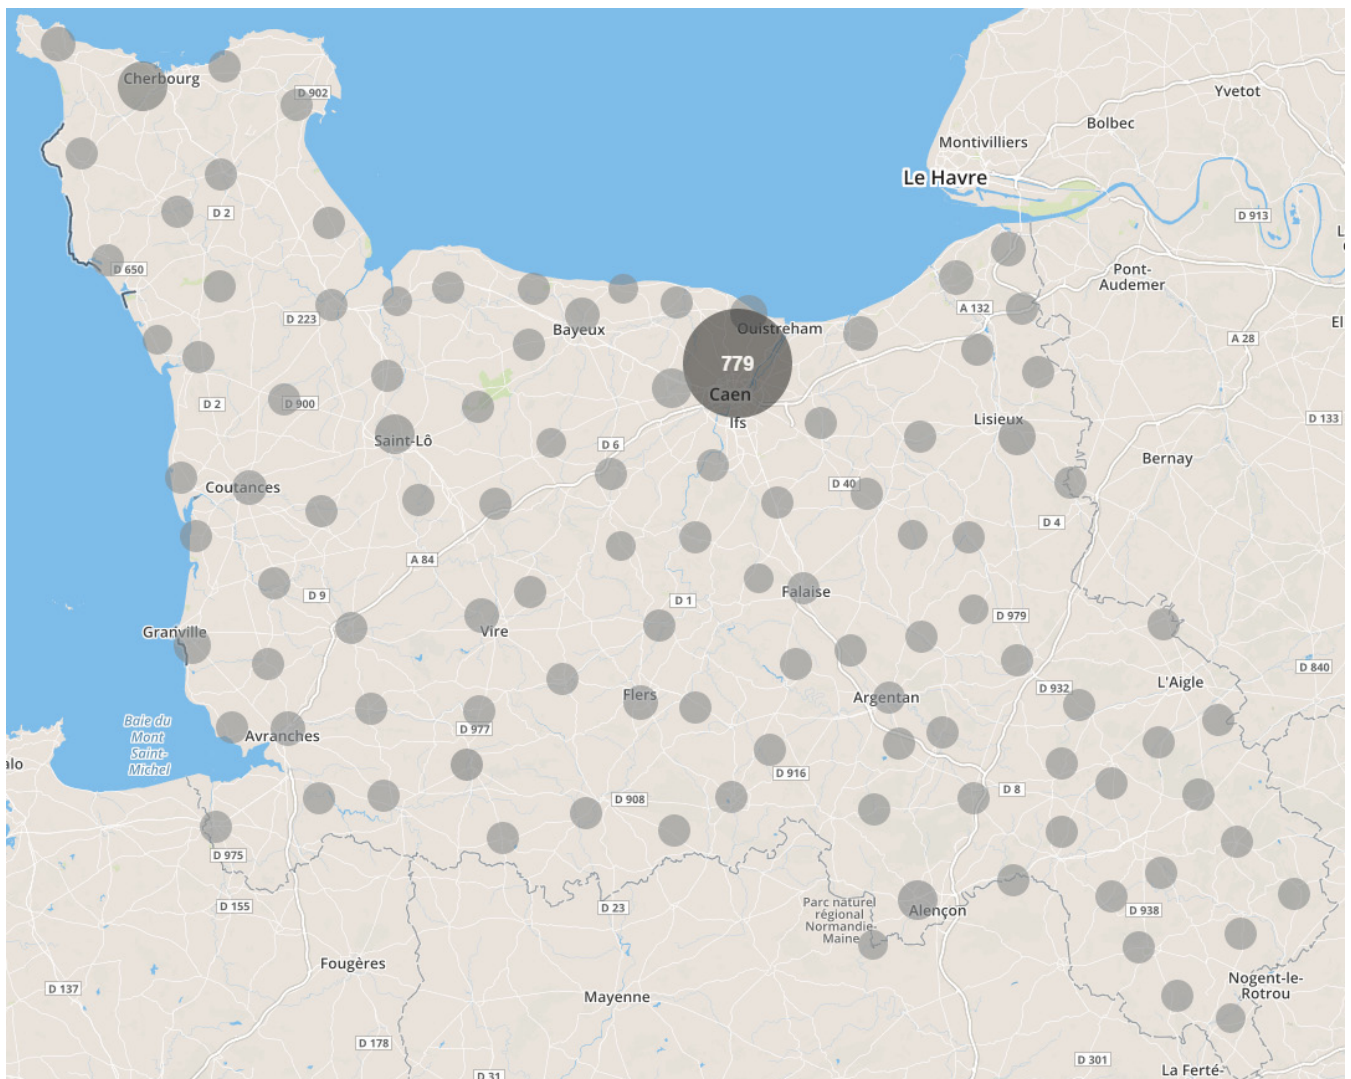 Cherbourg
D 902
Yvetot
Bolbec
Montivilliers
Le Havre
D 2
D 913
D 650
Pont-
Audemer
D 223
A 132
Bayeux
Ouistreham
El
A 28
779
Caen
D 2
D 900
D 133
Saint-Lô
D 6
Ifs
Lisieux
Bernay
Coutances
D 40
D 4
A 84
D 9
D 1
Falaise
D 979
Granville
Vire
D 840
D 932
L'Aigle
Flers
Argentan
Baie du
Mont
Saint-
Michel
Avranches
D 977
alo
D 916
D 8
D 908
D 975
D 155
D 23
Parc naturel
régional
Normandie-
Maine
Alençon
D 938
Fougères
Mayenne
Nogent-le-
Rotrou
D 137
D 178
D 301
D 31
La Ferté-